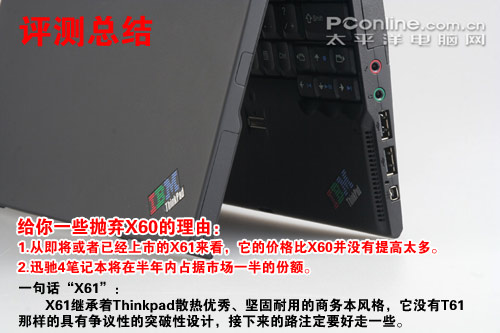 评测总结
PConline.com.cn
太平洋电脑网
IBM
ThinkPad
IBM
ThinkPad
给你一些抛弃X60的理由：
1.从即将或者已经上市的X61来看，它的价格比X60并没有提高太多。
2.迅驰4笔记本将在半年内占据市场一半的份额。
一句话“X61”：
X61继承着Thinkpad散热优秀、坚固耐用的商务本风格，它没有T61
那样的具有争议性的突破性设计，接下来的路注定要好走一些。